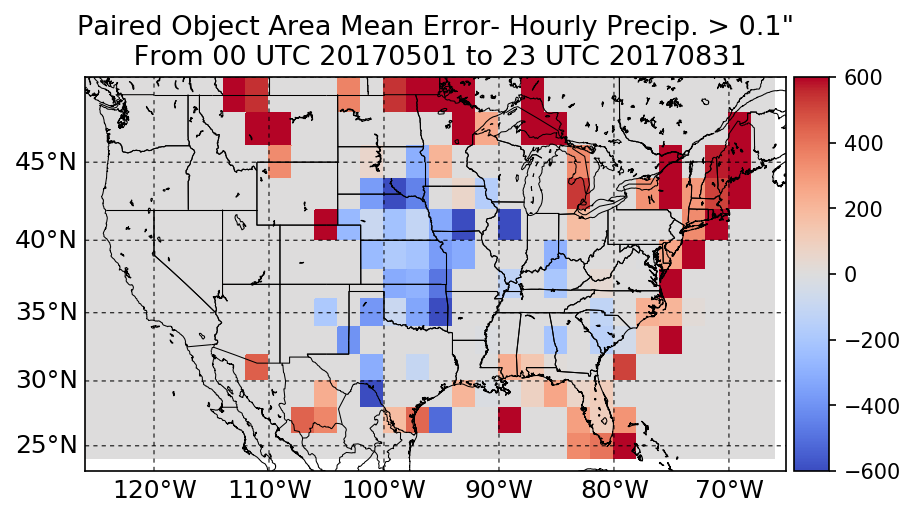 Paired Object Area Mean Error- Hourly Precip. > 0.1"
From 00 UTC 20170501 to 23 UTC 20170831
45°N
40°N
35°N
30°N
25°N
120°W 110°W 100°W 90°W 80°W 70°W
600
400
200
0
−200
−400
−600